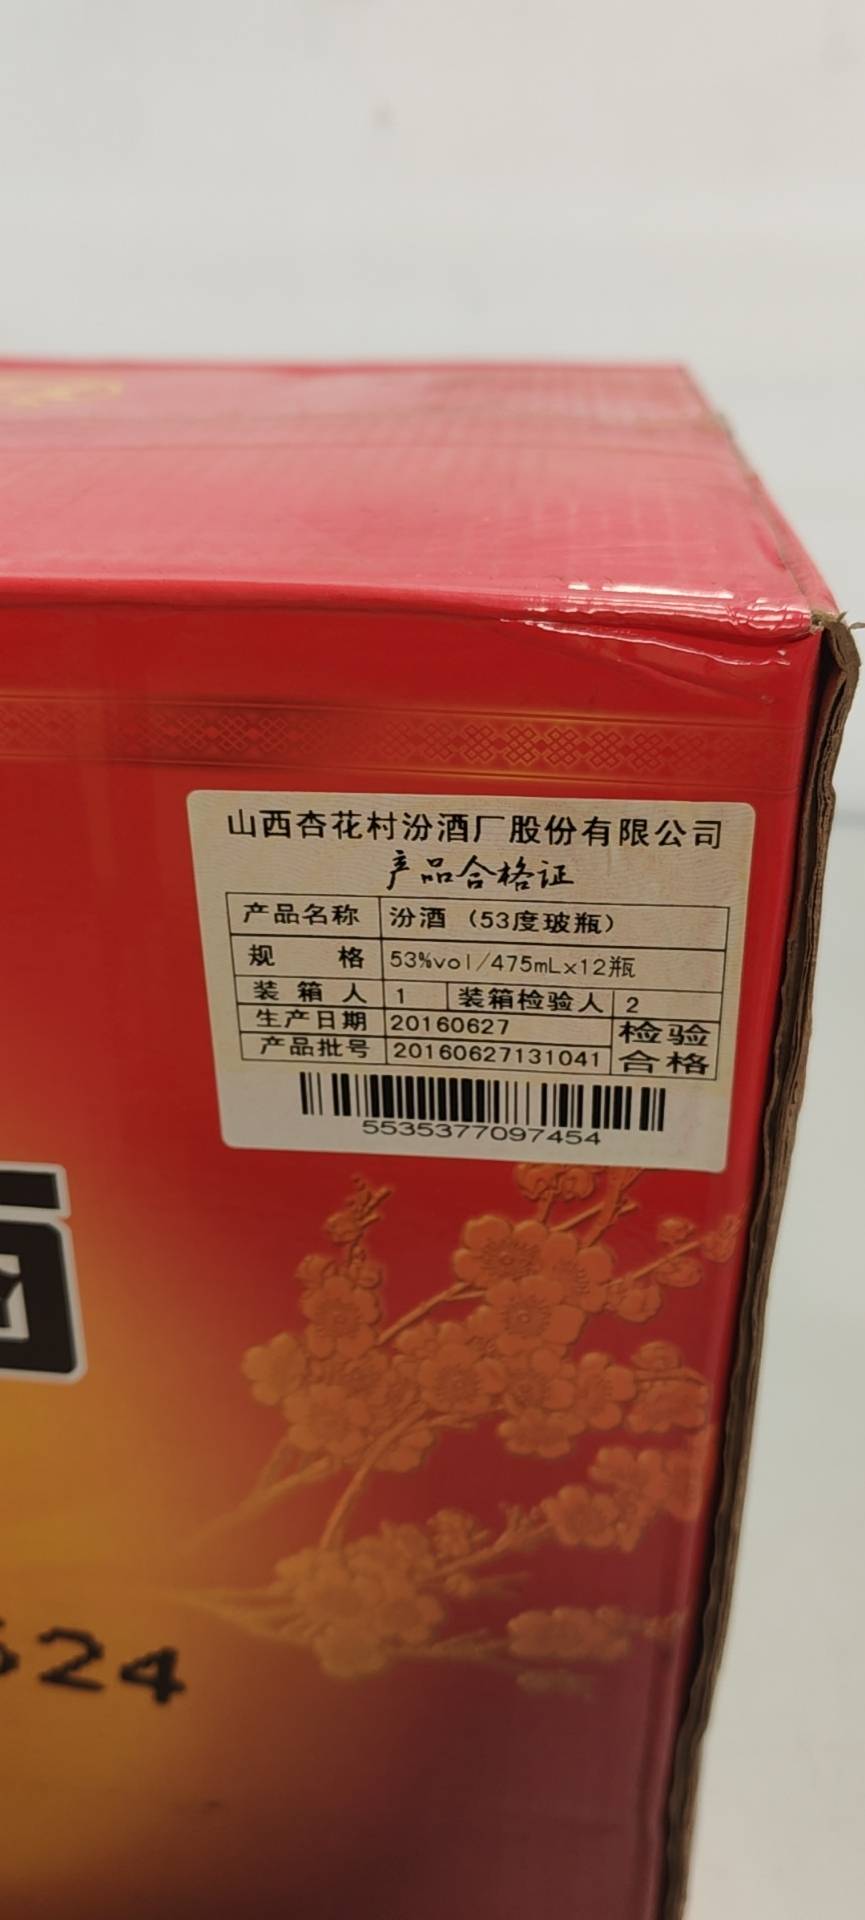 山西杏花村汾酒厂股份有限公司
产品合格证
产品名称 汾酒（53度玻瓶）
规 格 53%vol/475mL×12瓶
装箱人 1 装箱检验人 2
生产日期 20160627 检验
产品批号 20160627131041 合格
5535377097454
24